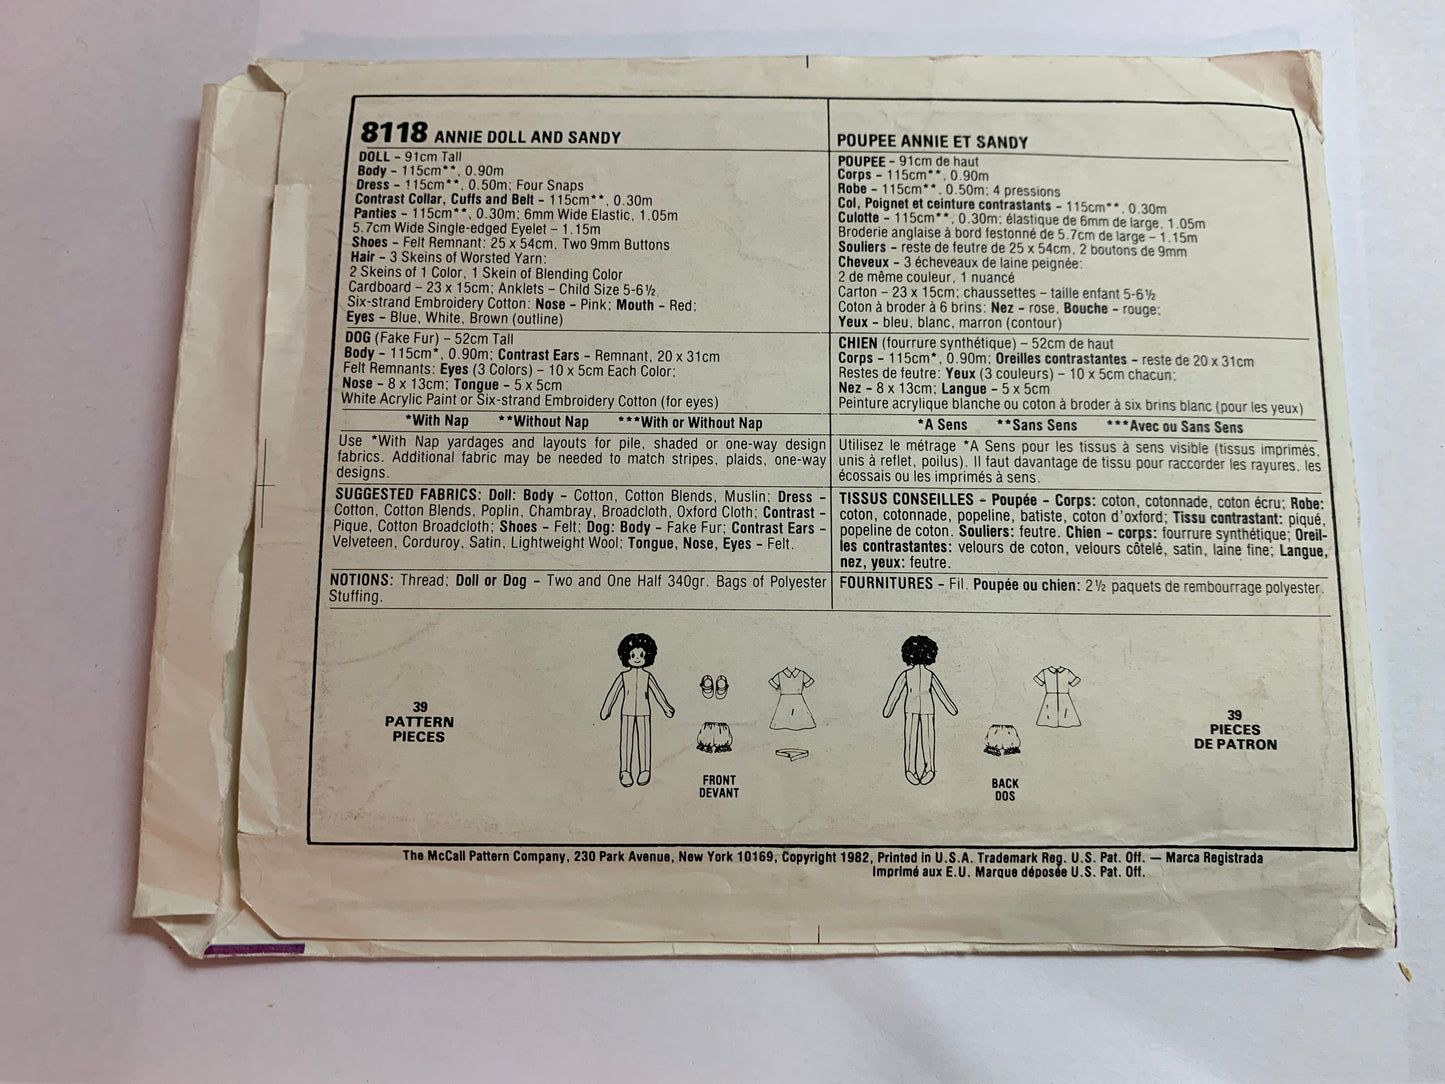 8118 ANNIE DOLL AND SANDY
DOLL – 91cm Tall
Body – 115cm**, 0.90m
Dress – 115cm**, 0.50m; Four Snaps
Contrast Collar, Cuffs and Belt – 115cm**, 0.30m
Panties – 115cm**, 0.30m; 6mm Wide Elastic, 1.05m
5.7cm Wide Single-edged Eyelet – 1.15m
Shoes – Felt Remnant: 25 x 54cm, Two 9mm Buttons
Hair – 3 Skeins of Worsted Yarn:
2 Skeins of 1 Color, 1 Skein of Blending Color
Cardboard – 23 x 15cm; Anklets – Child Size 5-6½
Six-strand Embroidery Cotton: Nose – Pink; Mouth – Red;
Eyes – Blue, White, Brown (outline)
DOG (Fake Fur) – 52cm Tall
Body – 115cm*, 0.90m; Contrast Ears – Remnant, 20 x 31cm
Felt Remnants: Eyes (3 Colors) – 10 x 5cm Each Color;
Nose – 8 x 13cm; Tongue – 5 x 5cm
White Acrylic Paint or Six-strand Embroidery Cotton (for eyes)
*With Nap **Without Nap ***With or Without Nap
Use *With Nap yardages and layouts for pile, shaded or one-way design
fabrics. Additional fabric may be needed to match stripes, plaids, one-way
designs.
SUGGESTED FABRICS: Doll: Body – Cotton, Cotton Blends, Muslin; Dress –
Cotton, Cotton Blends, Poplin, Chambray, Broadcloth, Oxford Cloth; Contrast –
Pique, Cotton Broadcloth; Shoes – Felt; Dog: Body – Fake Fur; Contrast Ears –
Velveteen, Corduroy, Satin, Lightweight Wool; Tongue, Nose, Eyes – Felt.
NOTIONS: Thread; Doll or Dog – Two and One Half 340gr. Bags of Polyester
Stuffing.
POUPEE ANNIE ET SANDY
POUPEE – 91cm de haut
Corps – 115cm**, 0.90m
Robe – 115cm**, 0.50m; 4 pressions
Col, Poignet et ceinture contrastants – 115cm**, 0.30m
Culotte – 115cm**, 0.30m; élastique de 6mm de large, 1.05m
Broderie anglaise à bord festonné de 5.7cm de large – 1.15m
Souliers – reste de feutre de 25 x 54cm, 2 boutons de 9mm
Cheveux – 3 écheveaux de laine peignée:
2 de même couleur, 1 nuancé
Carton – 23 x 15cm; chaussettes – taille enfant 5-6½
Coton à broder à 6 brins: Nez – rose, Bouche – rouge;
Yeux – bleu, blanc, marron (contour)
CHIEN (fourrure synthétique) – 52cm de haut
Corps – 115cm*, 0.90m; Oreilles contrastantes – reste de 20 x 31cm
Restes de feutre: Yeux (3 couleurs) – 10 x 5cm chacun;
Nez – 8 x 13cm; Langue – 5 x 5cm
Peinture acrylique blanche ou coton à broder à six brins blanc (pour les yeux)
*A Sens **Sans Sens ***Avec ou Sans Sens
Utilisez le métrage *A Sens pour les tissus à sens visible (tissus imprimés,
unis à reflet, poilus). Il faut davantage de tissu pour raccorder les rayures, les
écossais ou les imprimés à sens.
TISSUS CONSEILLES – Poupée – Corps: coton, cotonnade, coton écru; Robe:
coton, cotonnade, popeline, batiste, coton d'oxford; Tissu contrastant: piqué,
popeline de coton. Souliers: feutre. Chien – corps: fourrure synthétique; Oreil-
les contrastantes: velours de coton, velours côtelé, satin, laine fine; Langue,
nez, yeux: feutre.
FOURNITURES – Fil. Poupée ou chien: 2½ paquets de rembourrage polyester.
39
PATTERN
PIECES
FRONT
DEVANT
BACK
DOS
39
PIECES
DE PATRON
The McCall Pattern Company, 230 Park Avenue, New York 10169, Copyright 1982, Printed in U.S.A. Trademark Reg. U.S. Pat. Off. — Marca Registrada
Imprimé aux E.U. Marque déposée U.S. Pat. Off.